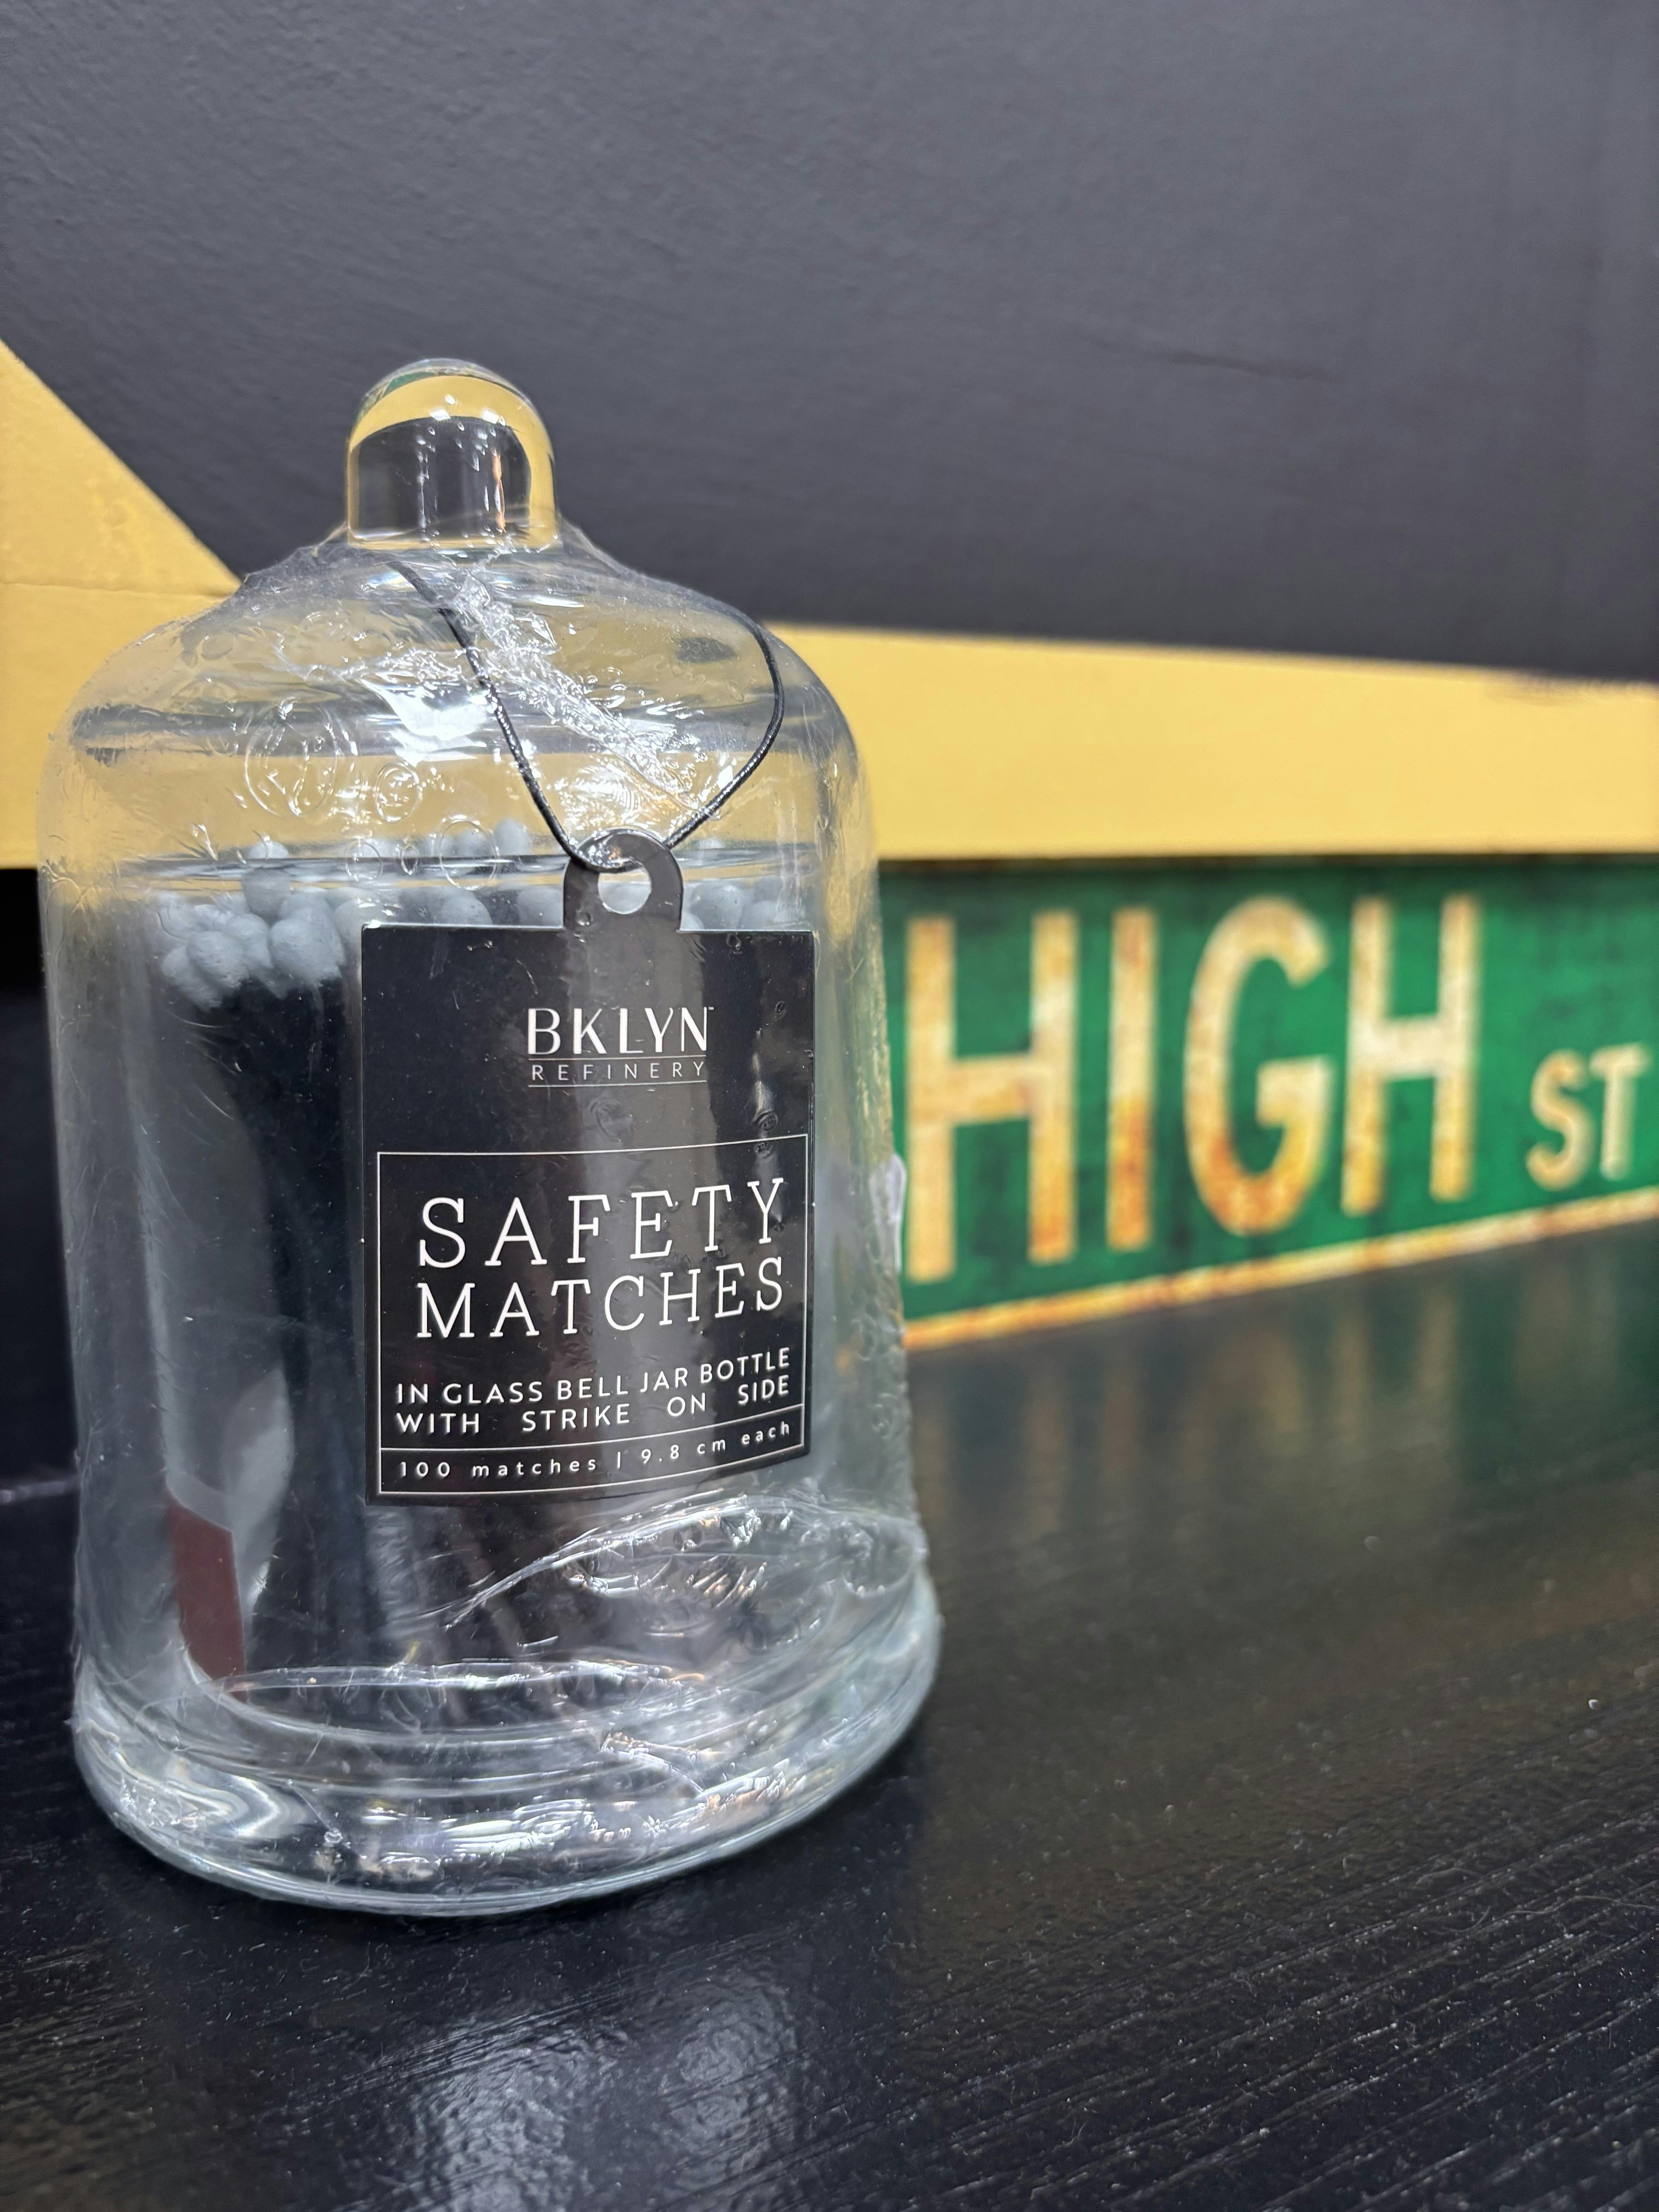 BKLYN™
REFINERY
SAFETY
MATCHES
IN GLASS BELL JAR BOTTLE
WITH STRIKE ON SIDE
100 matches | 9.8 cm each
HIGH ST